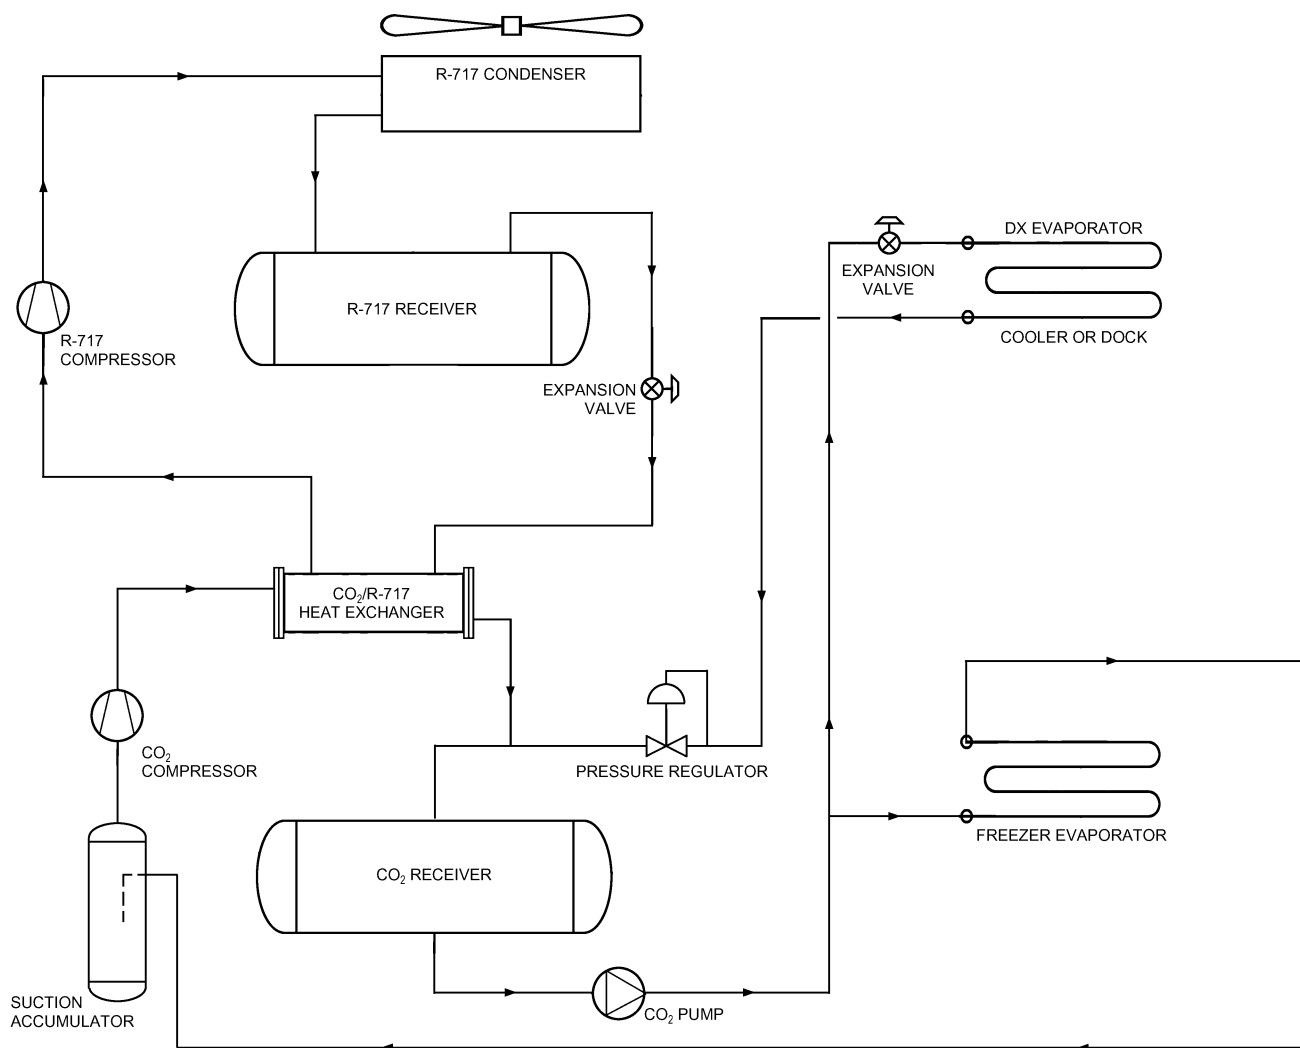 R-717 CONDENSER
DX EVAPORATOR
EXPANSION
VALVE
R-717 RECEIVER
COOLER OR DOCK
R-717
COMPRESSOR
EXPANSION
VALVE
CO₂/R-717
HEAT EXCHANGER
CO₂
COMPRESSOR
PRESSURE REGULATOR
FREEZER EVAPORATOR
CO₂ RECEIVER
SUCTION
ACCUMULATOR
CO₂ PUMP